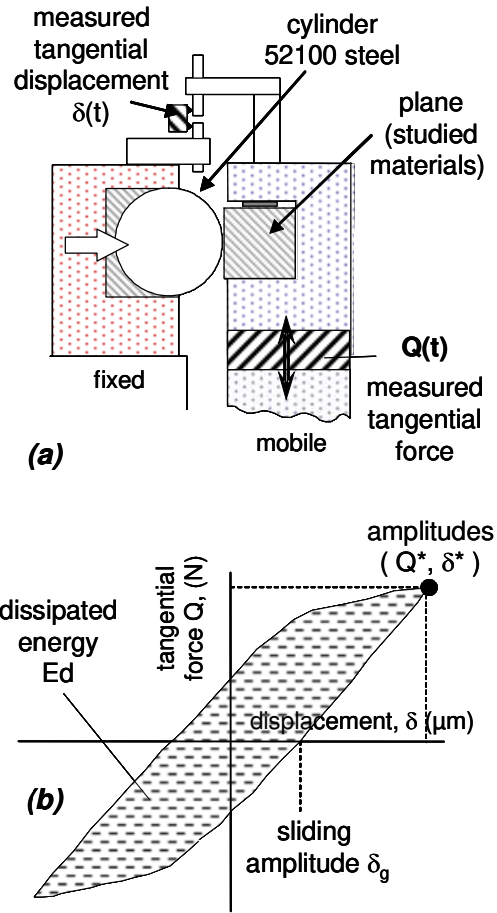 measured
tangential
displacement
δ(t)
cylinder
52100 steel
plane
(studied
materials)
fixed
Q(t)
measured
tangential
force
mobile
(a)
amplitudes
( Q*, δ* )
tangential
force Q, (N)
dissipated
energy
Ed
displacement, δ (µm)
(b)
sliding
amplitude δg